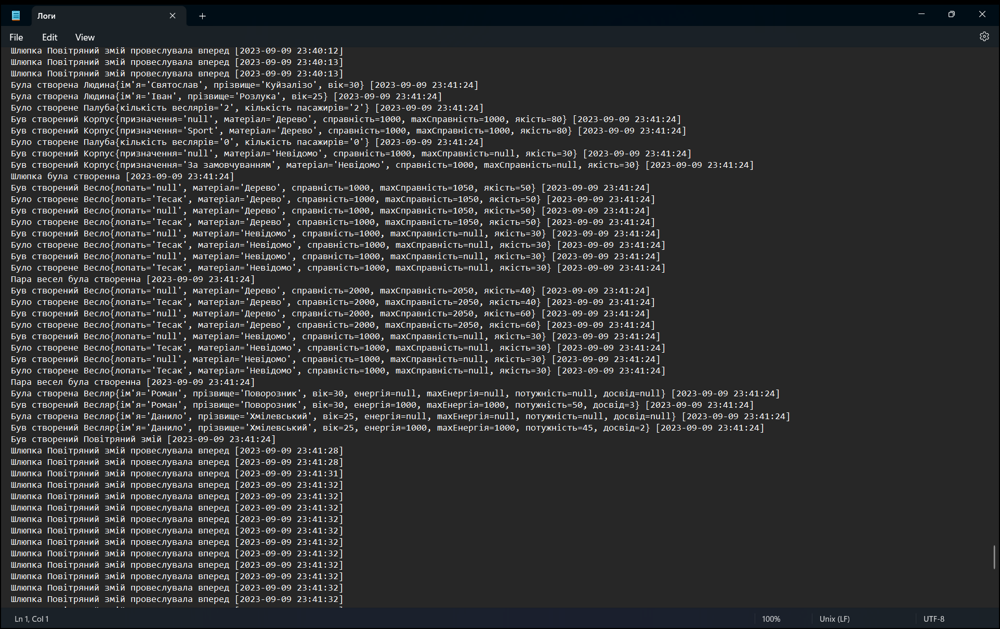 Логи
File Edit View
Шлюпка Повітряний змій провеслувала вперед [2023-09-09 23:40:12]
Шлюпка Повітряний змій провеслувала вперед [2023-09-09 23:40:13]
Шлюпка Повітряний змій провеслувала вперед [2023-09-09 23:40:13]
Була створена Людина{ім'я='Святослав', прізвище='Куйзалізо', вік=30} [2023-09-09 23:41:24]
Була створена Людина{ім'я='Іван', прізвище='Розлука', вік=25} [2023-09-09 23:41:24]
Було створене Палуба{кількість веслярів='2', кількість пасажирів='2'} [2023-09-09 23:41:24]
Був створений Корпус{призначення='null', матеріал='Дерево', справність=1000, maxСправність=1000, якість=80} [2023-09-09 23:41:24]
Був створений Корпус{призначення='Sport', матеріал='Дерево', справність=1000, maxСправність=1000, якість=80} [2023-09-09 23:41:24]
Було створене Палуба{кількість веслярів='0', кількість пасажирів='0'} [2023-09-09 23:41:24]
Був створений Корпус{призначення='null', матеріал='Невідомо', справність=1000, maxСправність=null, якість=30} [2023-09-09 23:41:24]
Був створений Корпус{призначення='За замовчуванням', матеріал='Невідомо', справність=1000, maxСправність=null, якість=30} [2023-09-09 23:41:24]
Шлюпка була створенна [2023-09-09 23:41:24]
Був створений Весло{лопать='null', матеріал='Дерево', справність=1000, maxСправність=1050, якість=50} [2023-09-09 23:41:24]
Було створене Весло{лопать='Тесак', матеріал='Дерево', справність=1000, maxСправність=1050, якість=50} [2023-09-09 23:41:24]
Був створений Весло{лопать='null', матеріал='Дерево', справність=1000, maxСправність=1050, якість=50} [2023-09-09 23:41:24]
Було створене Весло{лопать='Тесак', матеріал='Дерево', справність=1000, maxСправність=1050, якість=50} [2023-09-09 23:41:24]
Був створений Весло{лопать='null', матеріал='Невідомо', справність=1000, maxСправність=null, якість=30} [2023-09-09 23:41:24]
Було створене Весло{лопать='Тесак', матеріал='Невідомо', справність=1000, maxСправність=null, якість=30} [2023-09-09 23:41:24]
Був створений Весло{лопать='null', матеріал='Невідомо', справність=1000, maxСправність=null, якість=30} [2023-09-09 23:41:24]
Було створене Весло{лопать='Тесак', матеріал='Невідомо', справність=1000, maxСправність=null, якість=30} [2023-09-09 23:41:24]
Пара весел була створенна [2023-09-09 23:41:24]
Був створений Весло{лопать='null', матеріал='Дерево', справність=2000, maxСправність=2050, якість=40} [2023-09-09 23:41:24]
Було створене Весло{лопать='Тесак', матеріал='Дерево', справність=2000, maxСправність=2050, якість=40} [2023-09-09 23:41:24]
Був створений Весло{лопать='null', матеріал='Дерево', справність=2000, maxСправність=2050, якість=60} [2023-09-09 23:41:24]
Було створене Весло{лопать='Тесак', матеріал='Дерево', справність=2000, maxСправність=2050, якість=60} [2023-09-09 23:41:24]
Був створений Весло{лопать='null', матеріал='Невідомо', справність=1000, maxСправність=null, якість=30} [2023-09-09 23:41:24]
Було створене Весло{лопать='Тесак', матеріал='Невідомо', справність=1000, maxСправність=null, якість=30} [2023-09-09 23:41:24]
Був створений Весло{лопать='null', матеріал='Невідомо', справність=1000, maxСправність=null, якість=30} [2023-09-09 23:41:24]
Було створене Весло{лопать='Тесак', матеріал='Невідомо', справність=1000, maxСправність=null, якість=30} [2023-09-09 23:41:24]
Пара весел була створенна [2023-09-09 23:41:24]
Була створена Весляр{ім'я='Роман', прізвище='Поворозник', вік=30, енергія=null, maxЕнергія=null, потужність=null, досвід=null} [2023-09-09 23:41:24]
Був створений Весляр{ім'я='Роман', прізвище='Поворозник', вік=30, енергія=1000, maxЕнергія=1000, потужність=50, досвід=3} [2023-09-09 23:41:24]
Була створена Весляр{ім'я='Данило', прізвище='Хмілевський', вік=25, енергія=null, maxЕнергія=null, потужність=null, досвід=null} [2023-09-09 23:41:24]
Був створений Весляр{ім'я='Данило', прізвище='Хмілевський', вік=25, енергія=1000, maxЕнергія=1000, потужність=45, досвід=2} [2023-09-09 23:41:24]
Був створений Повітряний змій [2023-09-09 23:41:24]
Шлюпка Повітряний змій провеслувала вперед [2023-09-09 23:41:28]
Шлюпка Повітряний змій провеслувала вперед [2023-09-09 23:41:28]
Шлюпка Повітряний змій провеслувала вперед [2023-09-09 23:41:31]
Шлюпка Повітряний змій провеслувала вперед [2023-09-09 23:41:32]
Шлюпка Повітряний змій провеслувала вперед [2023-09-09 23:41:32]
Шлюпка Повітряний змій провеслувала вперед [2023-09-09 23:41:32]
Шлюпка Повітряний змій провеслувала вперед [2023-09-09 23:41:32]
Шлюпка Повітряний змій провеслувала вперед [2023-09-09 23:41:32]
Шлюпка Повітряний змій провеслувала вперед [2023-09-09 23:41:32]
Шлюпка Повітряний змій провеслувала вперед [2023-09-09 23:41:32]
Шлюпка Повітряний змій провеслувала вперед [2023-09-09 23:41:32]
Шлюпка Повітряний змій провеслувала вперед [2023-09-09 23:41:32]
Шлюпка Повітряний змій провеслувала вперед [2023-09-09 23:41:32]
Шлюпка Повітряний змій провеслувала вперед [2023-09-09 23:41:32]
Ln 1, Col 1 100% Unix (LF) UTF-8